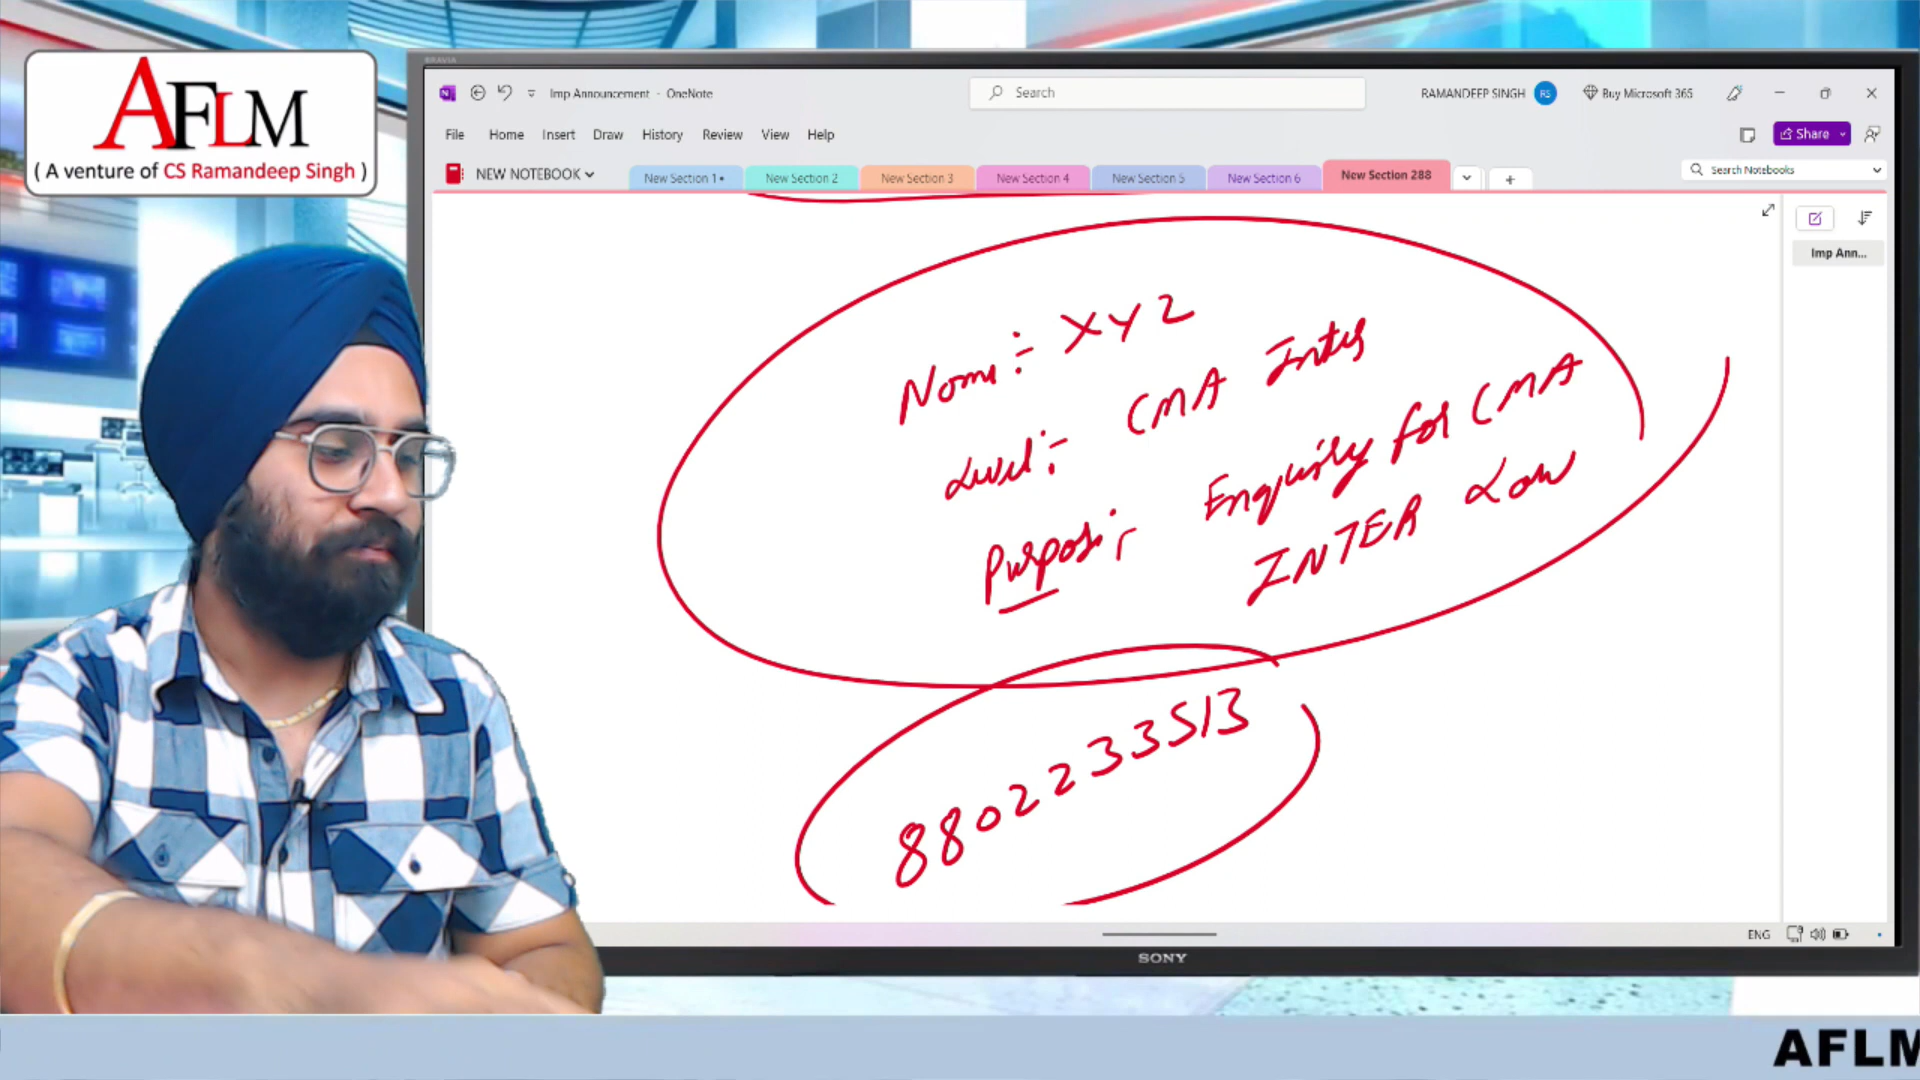 AFLM
( A venture of CS Ramandeep Singh )
BRAVIA
Imp Announcement - OneNote
Search
RAMANDEEP SINGH
RS
Buy Microsoft 365
File Home Insert Draw History Review View Help
Share
NEW NOTEBOOK
New Section 1
New Section 2
New Section 3
New Section 4
New Section 5
New Section 6
New Section 288
+
Search Notebooks
Imp Ann...
Name :- XYZ
Level :- CMA Inter
Purpose :- Enquiry for CMA
INTER Law
8802233513
ENG
SONY
AFLM